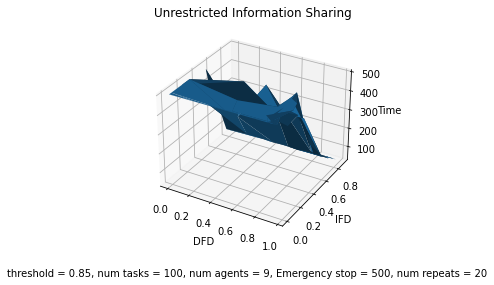 Unrestricted Information Sharing
500
400
300
200
100
Time
0.0 0.2 0.4 0.6 0.8 1.0
DFD
0.0 0.2 0.4 0.6 0.8
IFD
threshold = 0.85, num tasks = 100, num agents = 9, Emergency stop = 500, num repeats = 20